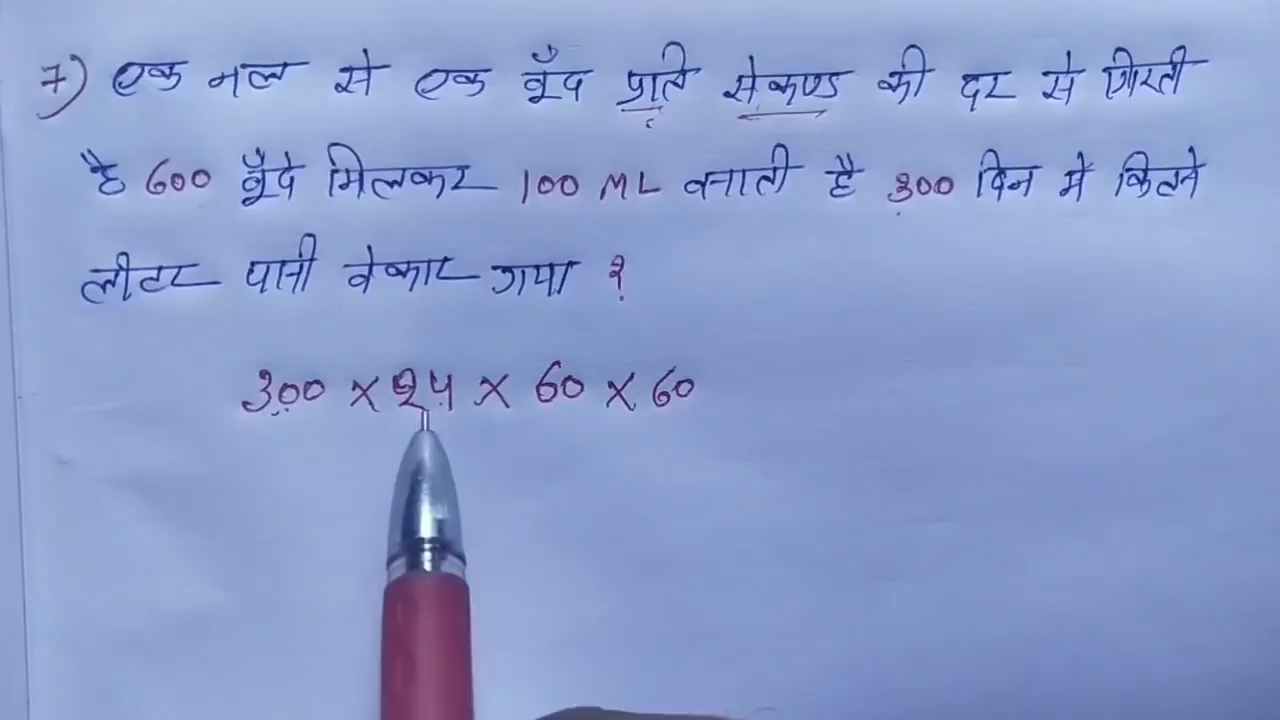 7) एक नल से एक बूँद प्रति सेकण्ड की दर से गिरती
है 600 बूँदे मिलकर 100 ML बनाती है 300 दिन में कितने
लीटर पानी बेकार गया ?
300 × 24 × 60 × 60